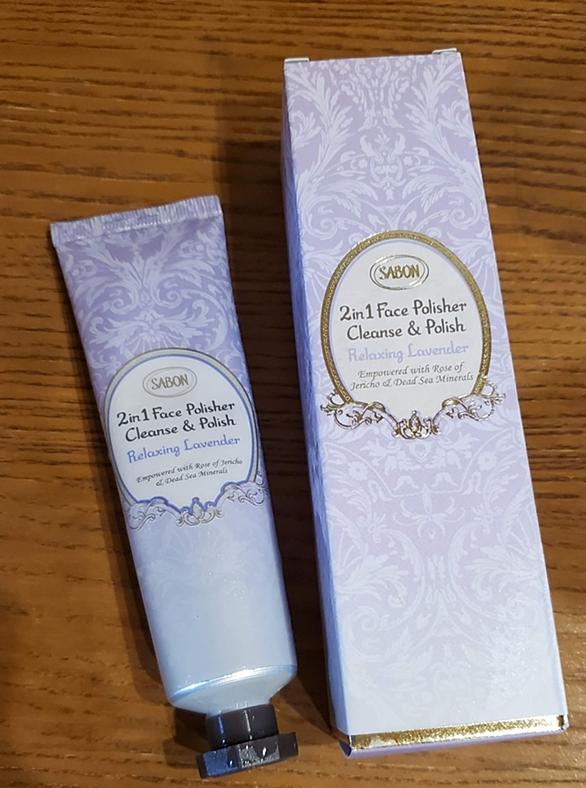 SABON
2in1 Face Polisher
Cleanse & Polish
Relaxing Lavender
Empowered with Rose of Jericho
& Dead Sea Minerals
SABON
2in1 Face Polisher
Cleanse & Polish
Relaxing Lavender
Empowered with Rose of
Jericho & Dead Sea Minerals